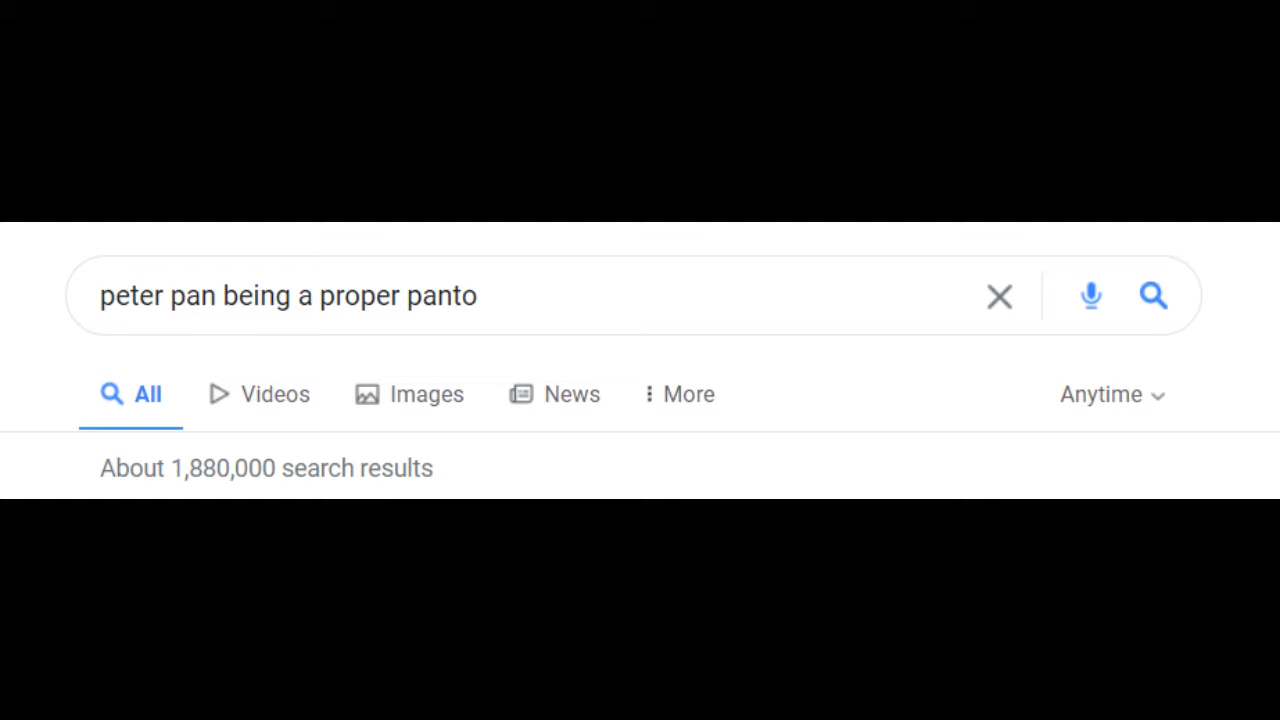 peter pan being a proper panto
All Videos Images News More Anytime
About 1,880,000 search results